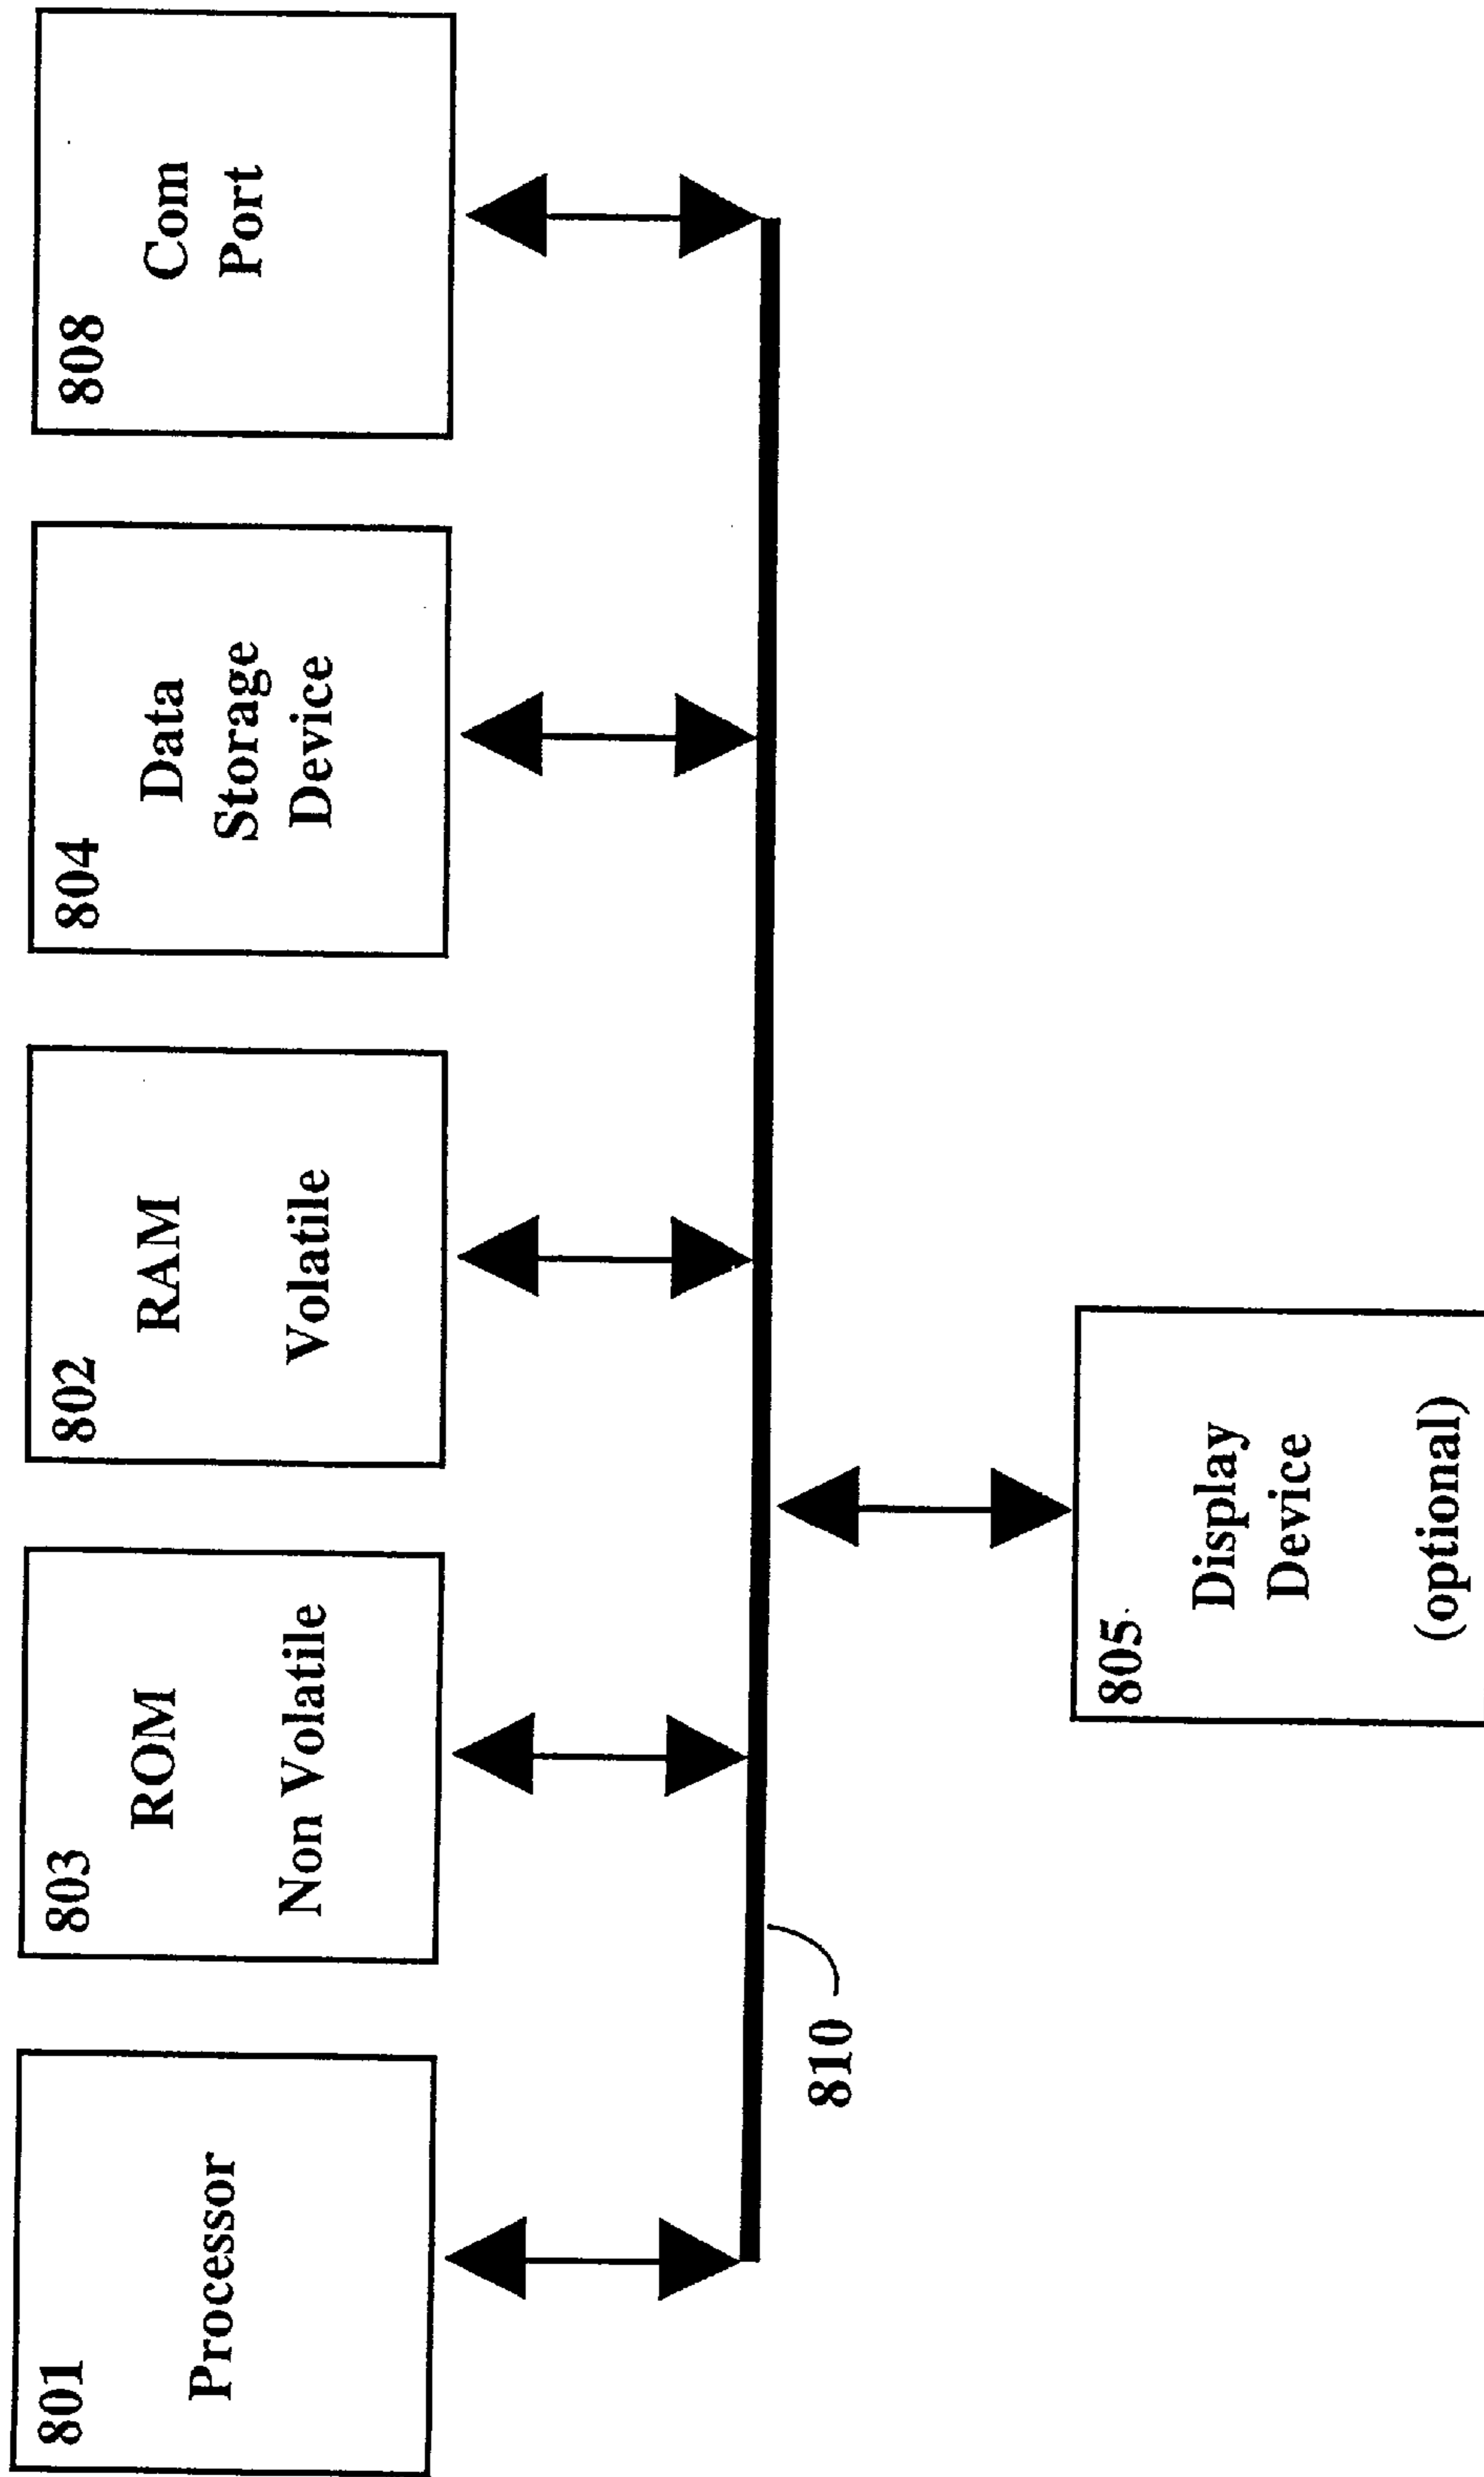 801
Processor
803
ROM
Non Volatile
802
RAM
Volatile
804
Data
Storage
Device
808
Com
Port
810
805
Display
Device
(optional)